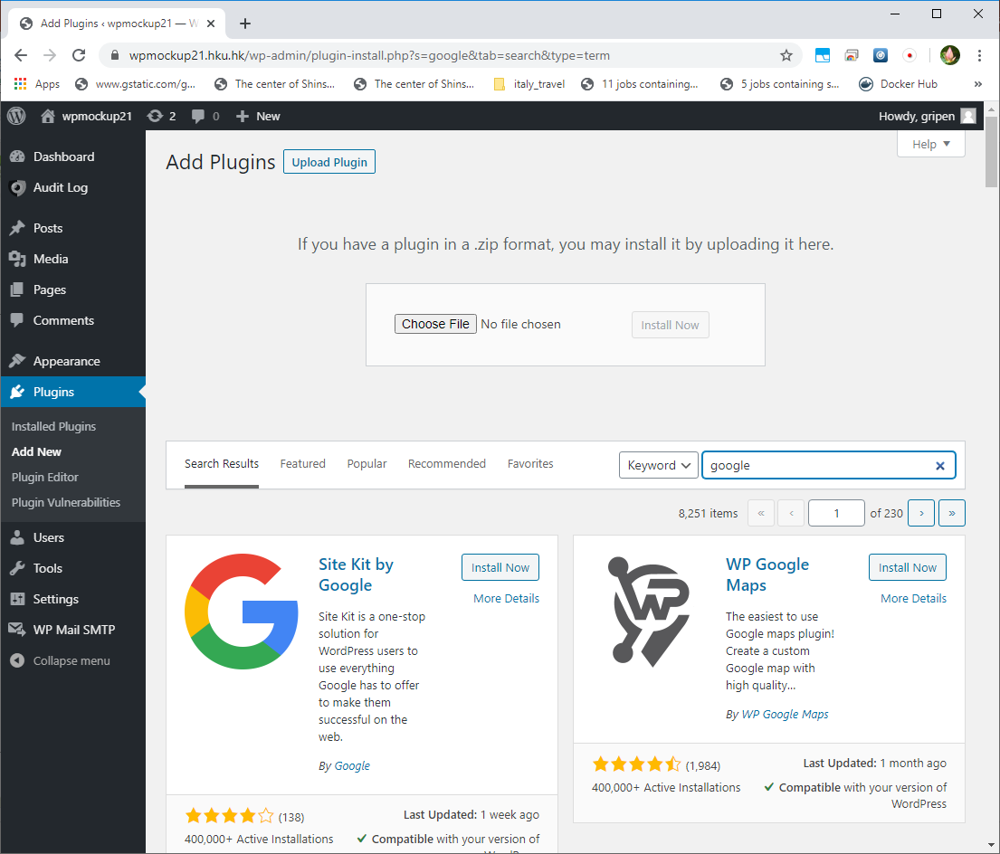 Add Plugins ‹ wpmockup21 — W
wpmockup21.hku.hk/wp-admin/plugin-install.php?s=google&tab=search&type=term
Apps
www.gstatic.com/g...
The center of Shins...
The center of Shins...
italy_travel
11 jobs containing...
5 jobs containing s...
Docker Hub
»
wpmockup21
2
0
New
Howdy, gripen
Dashboard
Audit Log
Posts
Media
Pages
Comments
Appearance
Plugins
Installed Plugins
Add New
Plugin Editor
Plugin Vulnerabilities
Users
Tools
Settings
WP Mail SMTP
Collapse menu
Help ▼
Add Plugins
Upload Plugin
If you have a plugin in a .zip format, you may install it by uploading it here.
Choose File No file chosen
Install Now
Search Results
Featured
Popular
Recommended
Favorites
Keyword
google
8,251 items « ‹ 1 of 230 › »
Site Kit by
Google
Install Now
More Details
Site Kit is a one-stop
solution for
WordPress users to
use everything
Google has to offer
to make them
successful on the
web.
By Google
(138)
400,000+ Active Installations
Last Updated: 1 week ago
Compatible with your version of
WP
WP Google
Maps
Install Now
More Details
The easiest to use
Google maps plugin!
Create a custom
Google map with
high quality...
By WP Google Maps
(1,984)
400,000+ Active Installations
Last Updated: 1 month ago
Compatible with your version of
WordPress